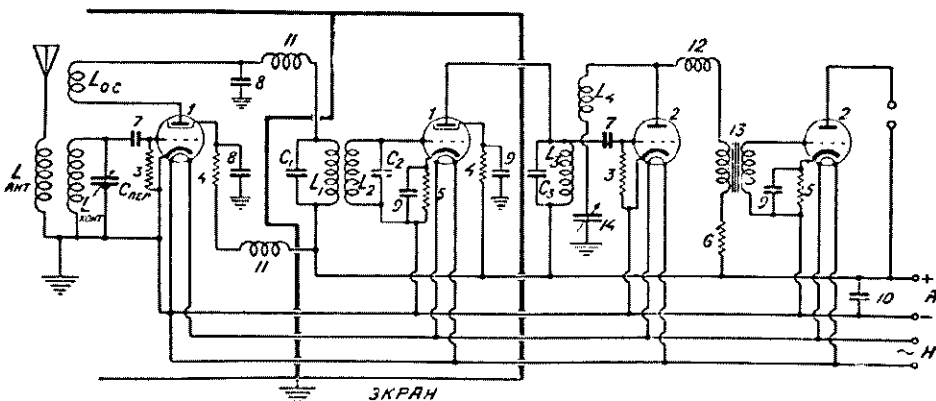 11
12
L ос
8
1
L₄
2
2
7
1
7
13
L АНТ
L конт
C пер
3
4
8
C₁
L₁
L₂
C₂
9
5
4
9
L₃
C₃
3
14
6
9
5
11
10
+
А
−
~ Н
ЭКРАН